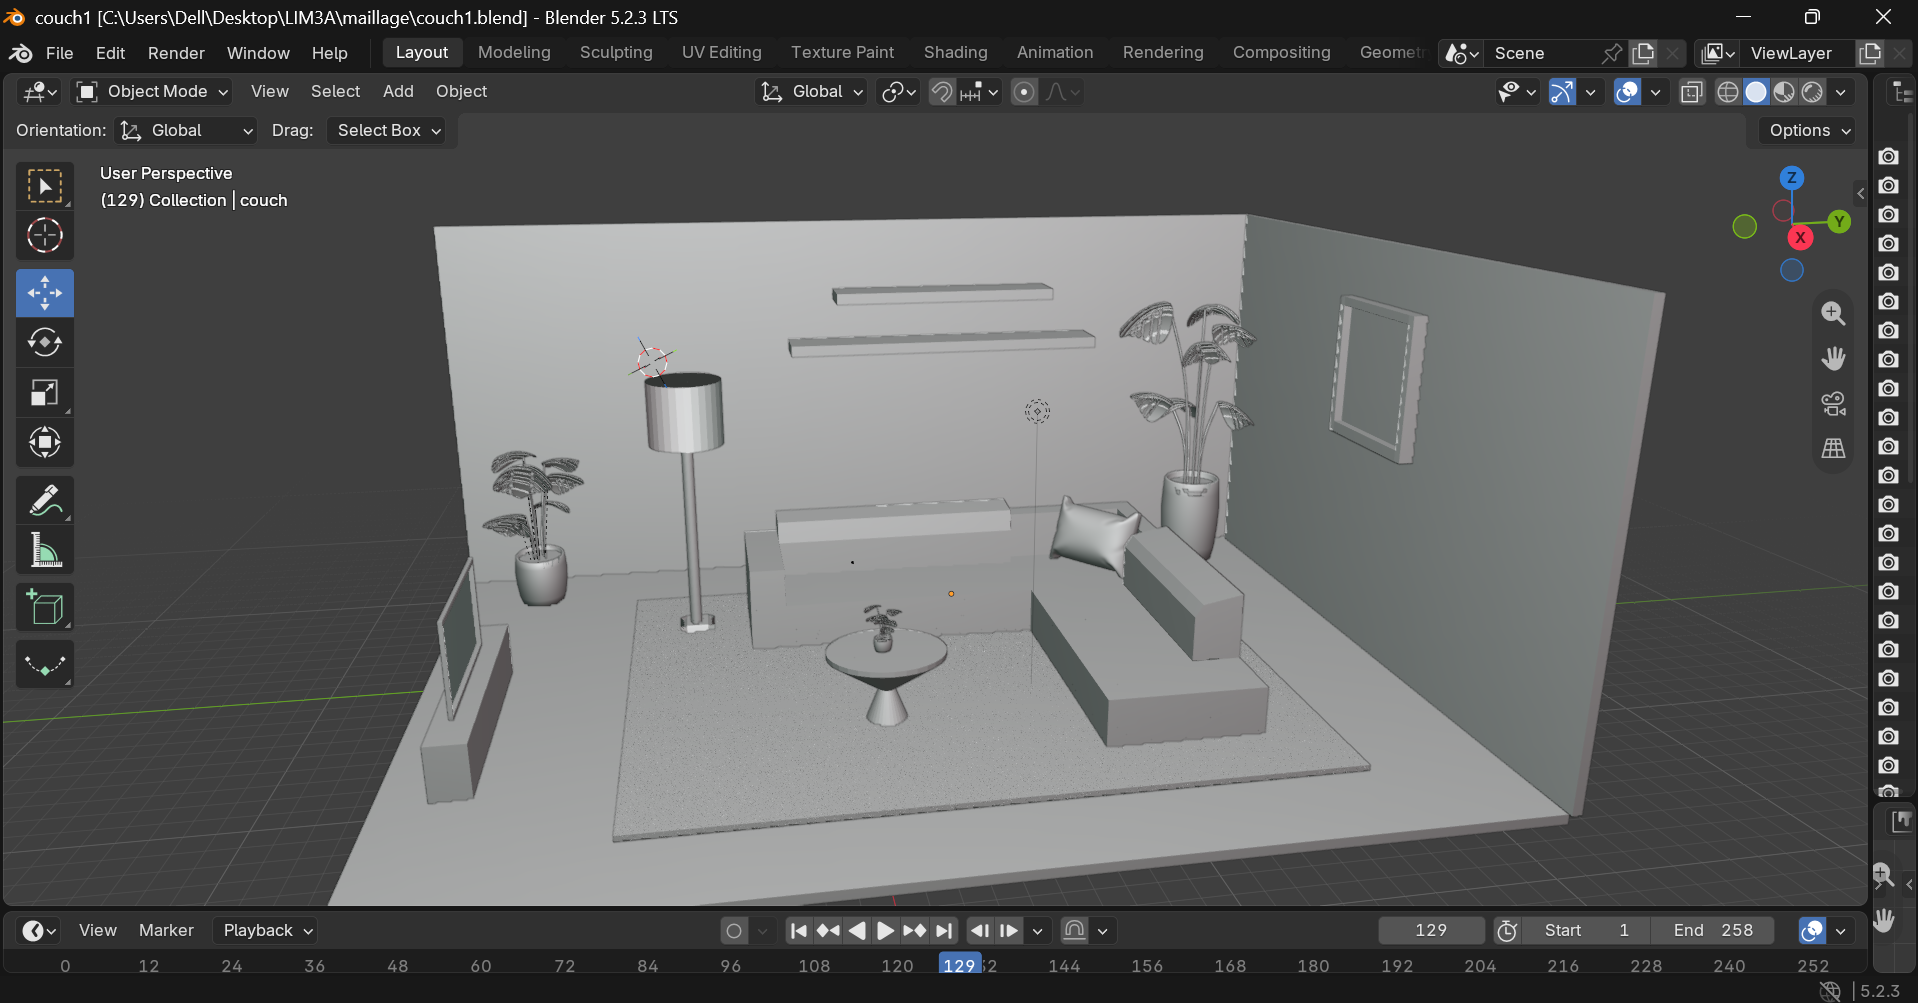 couch1 [C:\Users\Dell\Desktop\LIM3A\maillage\couch1.blend] - Blender 5.2.3 LTS
File Edit Render Window Help Layout Modeling Sculpting UV Editing Texture Paint Shading Animation Rendering Compositing Geomet Scene ViewLayer
Object Mode View Select Add Object Global
Orientation: Global Drag: Select Box Options
User Perspective
(129) Collection | couch
Z
Y
X
View Marker Playback 129 Start 1 End 258
0 12 24 36 48 60 72 84 96 108 120 129 144 156 168 180 192 204 216 228 240 252
5.2.3